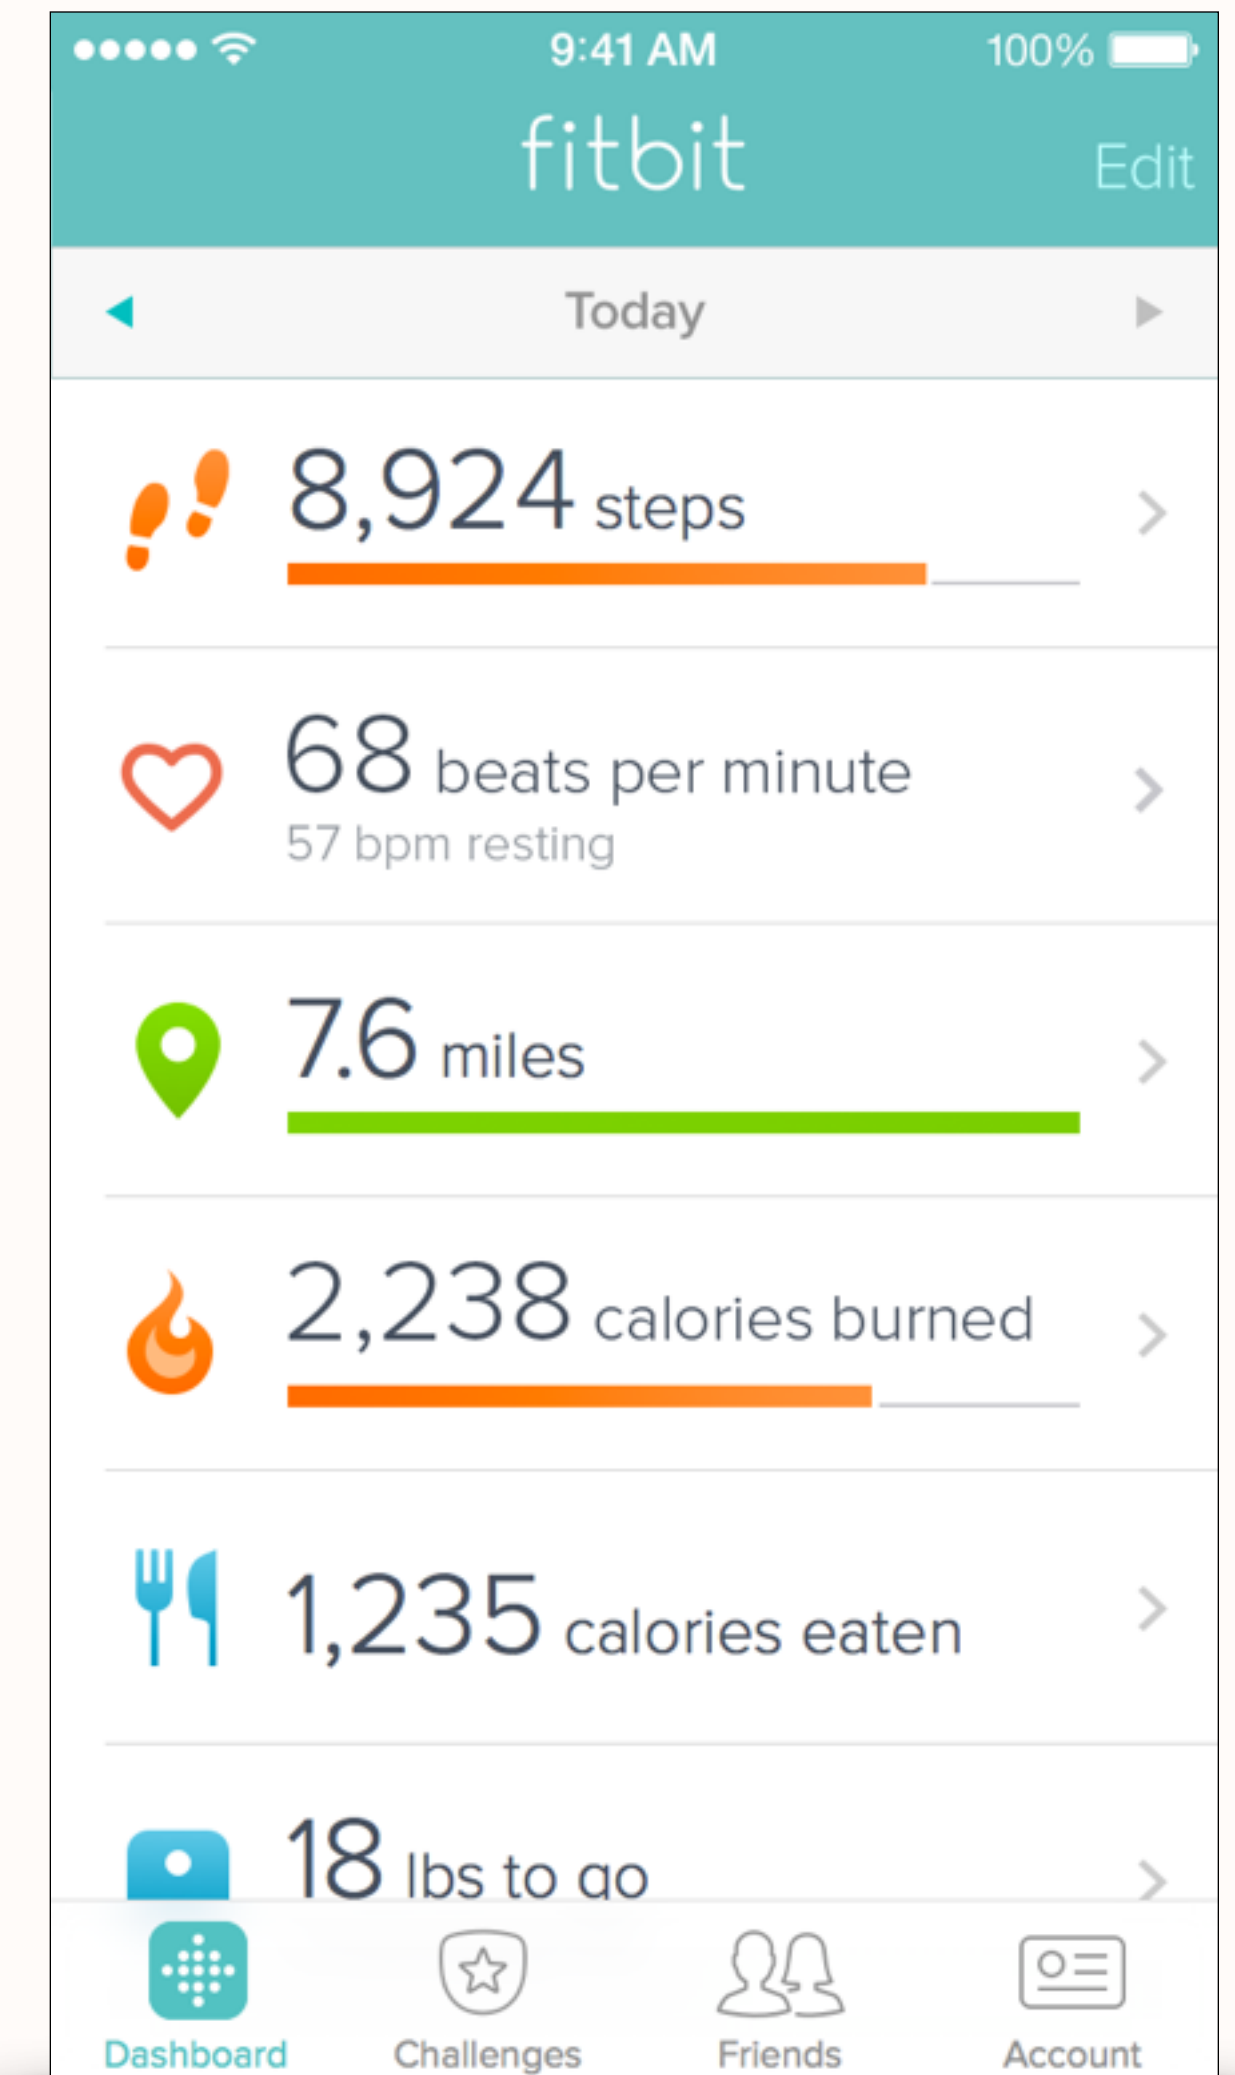 9:41 AM 100%
fitbit
Edit
Today
8,924 steps
68 beats per minute
57 bpm resting
7.6 miles
2,238 calories burned
1,235 calories eaten
18 lbs to go
Dashboard Challenges Friends Account